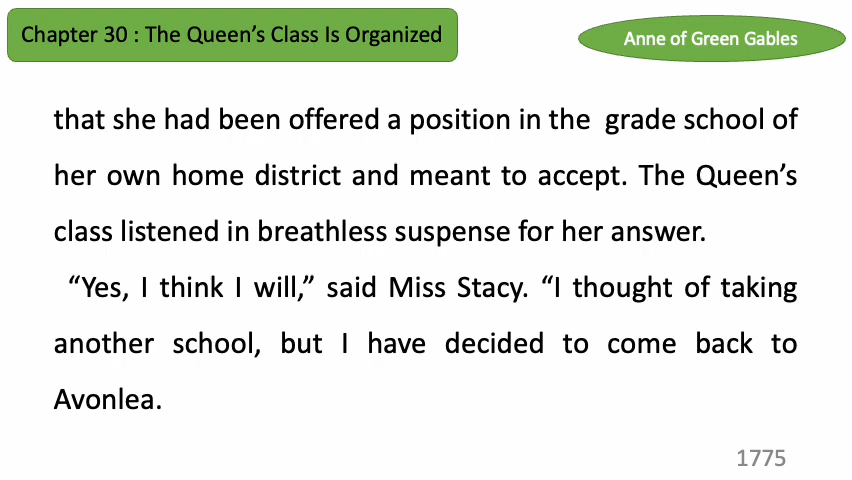 Chapter 30 : The Queen’s Class Is Organized
Anne of Green Gables
that she had been offered a position in the  grade school of
her own home district and meant to accept. The Queen’s
class listened in breathless suspense for her answer.
“Yes, I think I will,” said Miss Stacy. “I thought of taking
another school, but I have decided to come back to
Avonlea.
1775